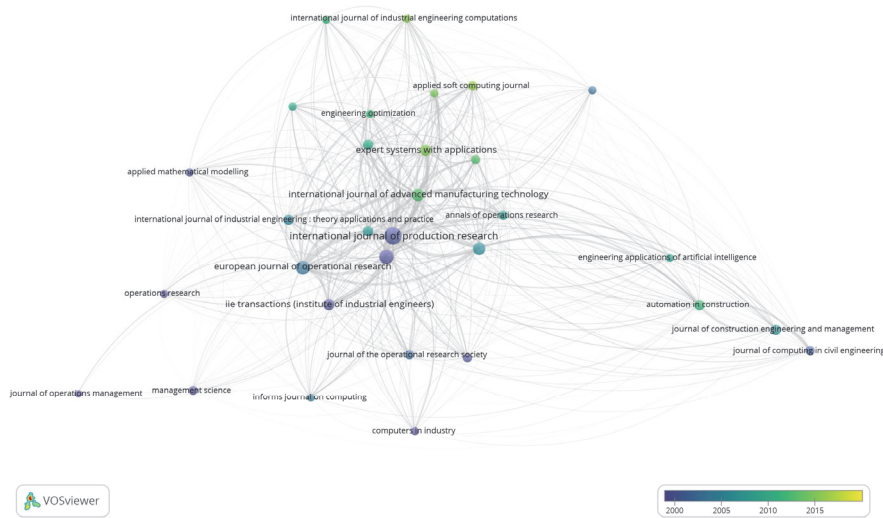 international journal of industrial engineering computations
applied soft computing journal
engineering optimization
expert systems with applications
applied mathematical modelling
international journal of advanced manufacturing technology
international journal of industrial engineering : theory applications and practice
annals of operations research
international journal of production research
engineering applications of artificial intelligence
european journal of operational research
operations research
iie transactions (institute of industrial engineers)
automation in construction
journal of construction engineering and management
journal of computing in civil engineering
journal of the operational research society
management science
journal of operations management
informs journal on computing
computers in industry
VOSviewer
2000 2005 2010 2015